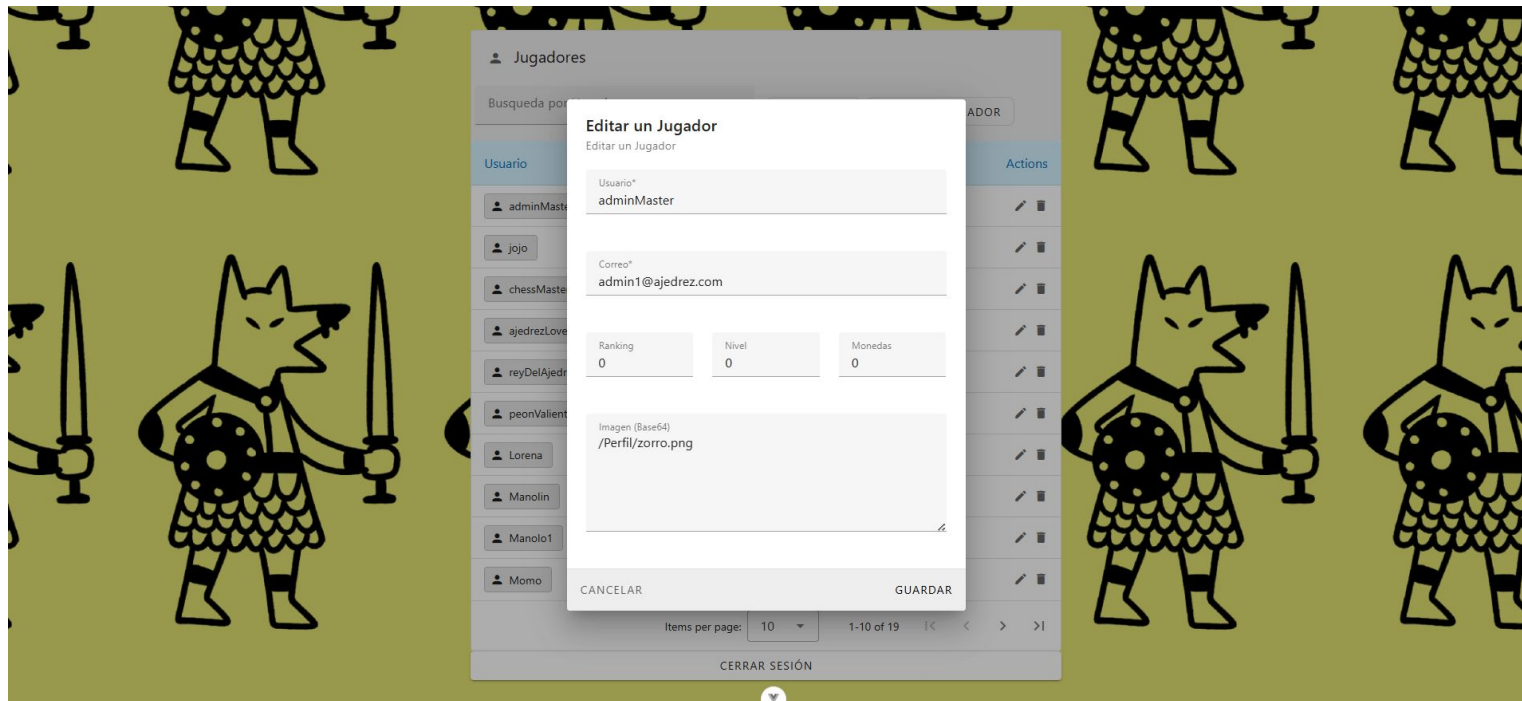 Jugadores
Busqueda por
ADOR
Editar un Jugador
Editar un Jugador
Usuario
Actions
Usuario*
adminMaster
adminMaste
jojo
Correo*
admin1@ajedrez.com
chessMaste
ajedrezLove
Ranking
Nivel
Monedas
0
0
0
reyDelAjedr
peonValient
Imagen (Base64)
/Perfil/zorro.png
Lorena
Manolin
Manolo1
Momo
CANCELAR
GUARDAR
Items per page:
10
1-10 of 19
CERRAR SESIÓN